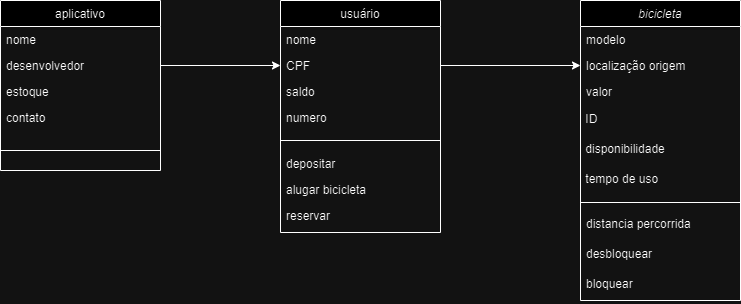 aplicativo
nome
desenvolvedor
estoque
contato
usuário
nome
CPF
saldo
numero
depositar
alugar bicicleta
reservar
bicicleta
modelo
localização origem
valor
ID
disponibilidade
tempo de uso
distancia percorrida
desbloquear
bloquear